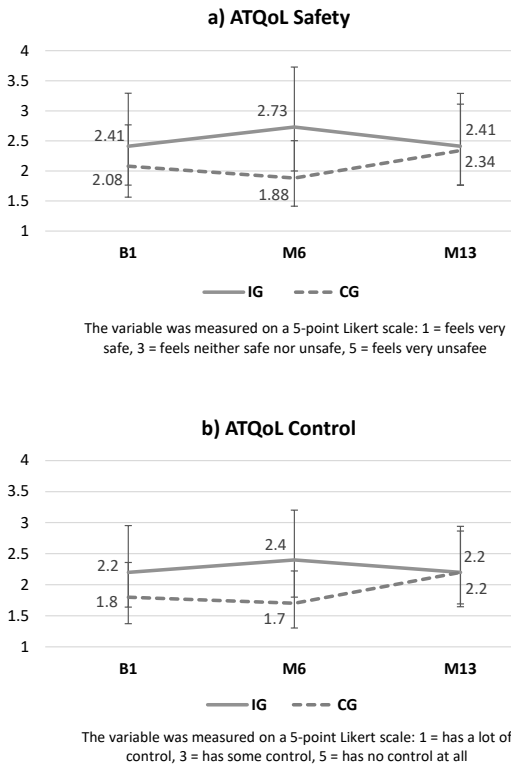 a) ATQoL Safety
4
3.5
3
2.5
2
1.5
1
2.41
2.73
2.41
2.08
1.88
2.34
B1 M6 M13
IG CG
The variable was measured on a 5-point Likert scale: 1 = feels very
safe, 3 = feels neither safe nor unsafe, 5 = feels very unsafee
b) ATQoL Control
4
3.5
3
2.5
2
1.5
1
2.2
2.4
2.2
1.8
1.7
2.2
B1 M6 M13
IG CG
The variable was measured on a 5-point Likert scale: 1 = has a lot of
control, 3 = has some control, 5 = has no control at all